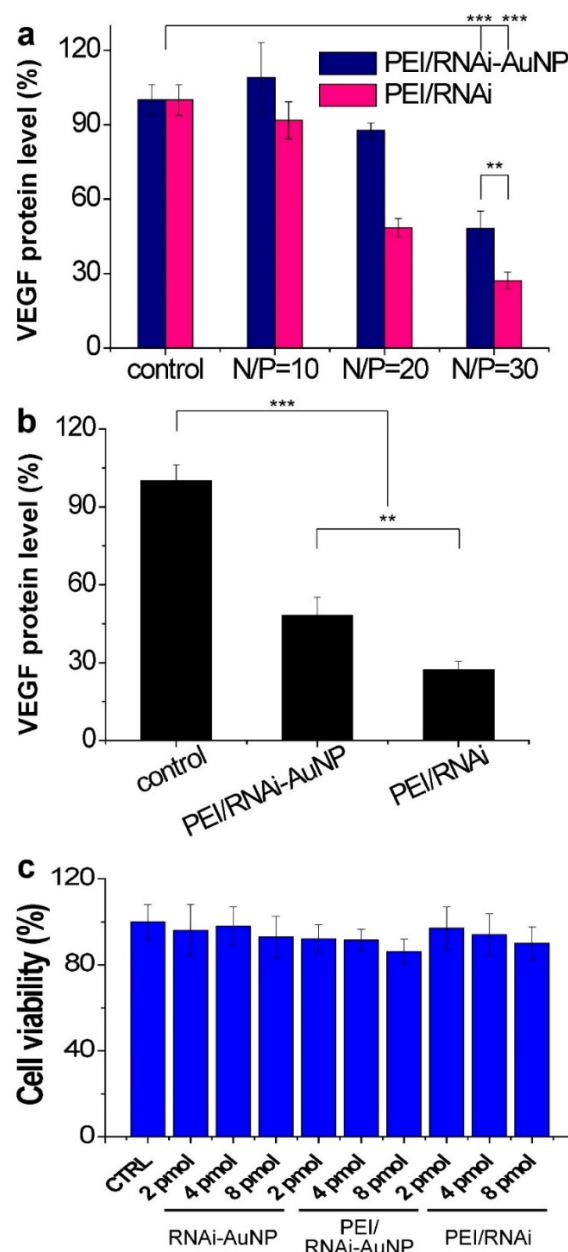 a
*** ***
PEI/RNAi-AuNP
PEI/RNAi
**
VEGF protein level (%)
120
90
60
30
0
control N/P=10 N/P=20 N/P=30
b
***
**
VEGF protein level (%)
120
90
60
30
0
control PEI/RNAi-AuNP PEI/RNAi
c
Cell viability (%)
120
80
40
0
CTRL 2 pmol 4 pmol 8 pmol 2 pmol 4 pmol 8 pmol 2 pmol 4 pmol 8 pmol
RNAi-AuNP PEI/ PEI/RNAi
RNAi-AuNP